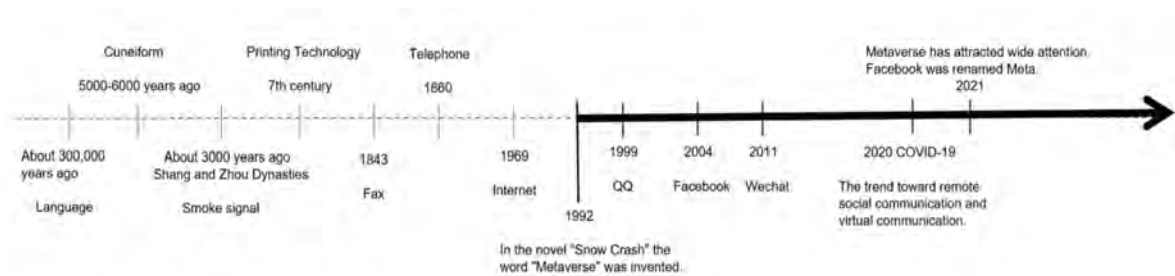 Cuneiform
5000-6000 years ago
Printing Technology
7th century
Telephone
1860
Metaverse has attracted wide attention.
Facebook was renamed Meta.
2021
About 300,000
years ago
Language
About 3000 years ago
Shang and Zhou Dynasties
Smoke signal
1843
Fax
1969
Internet
1992
In the novel "Snow Crash" the
word "Metaverse" was invented.
1999
QQ
2004
Facebook
2011
Wechat
2020 COVID-19
The trend toward remote
social communication and
virtual communication.